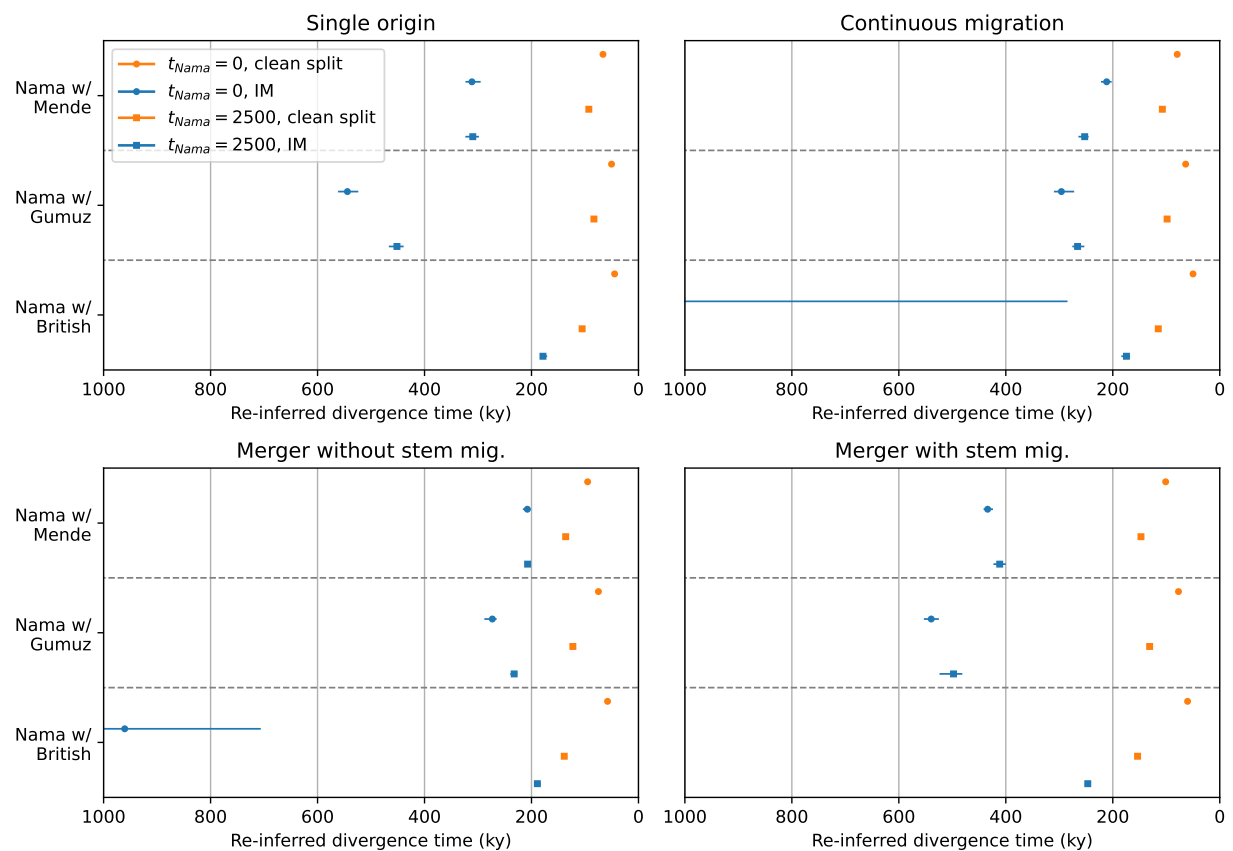 Single origin
t_Nama = 0, clean split
t_Nama = 0, IM
t_Nama = 2500, clean split
t_Nama = 2500, IM
Nama w/
Mende
Nama w/
Gumuz
Nama w/
British
1000 800 600 400 200 0
Re-inferred divergence time (ky)
Continuous migration
1000 800 600 400 200 0
Re-inferred divergence time (ky)
Merger without stem mig.
Nama w/
Mende
Nama w/
Gumuz
Nama w/
British
1000 800 600 400 200 0
Re-inferred divergence time (ky)
Merger with stem mig.
1000 800 600 400 200 0
Re-inferred divergence time (ky)